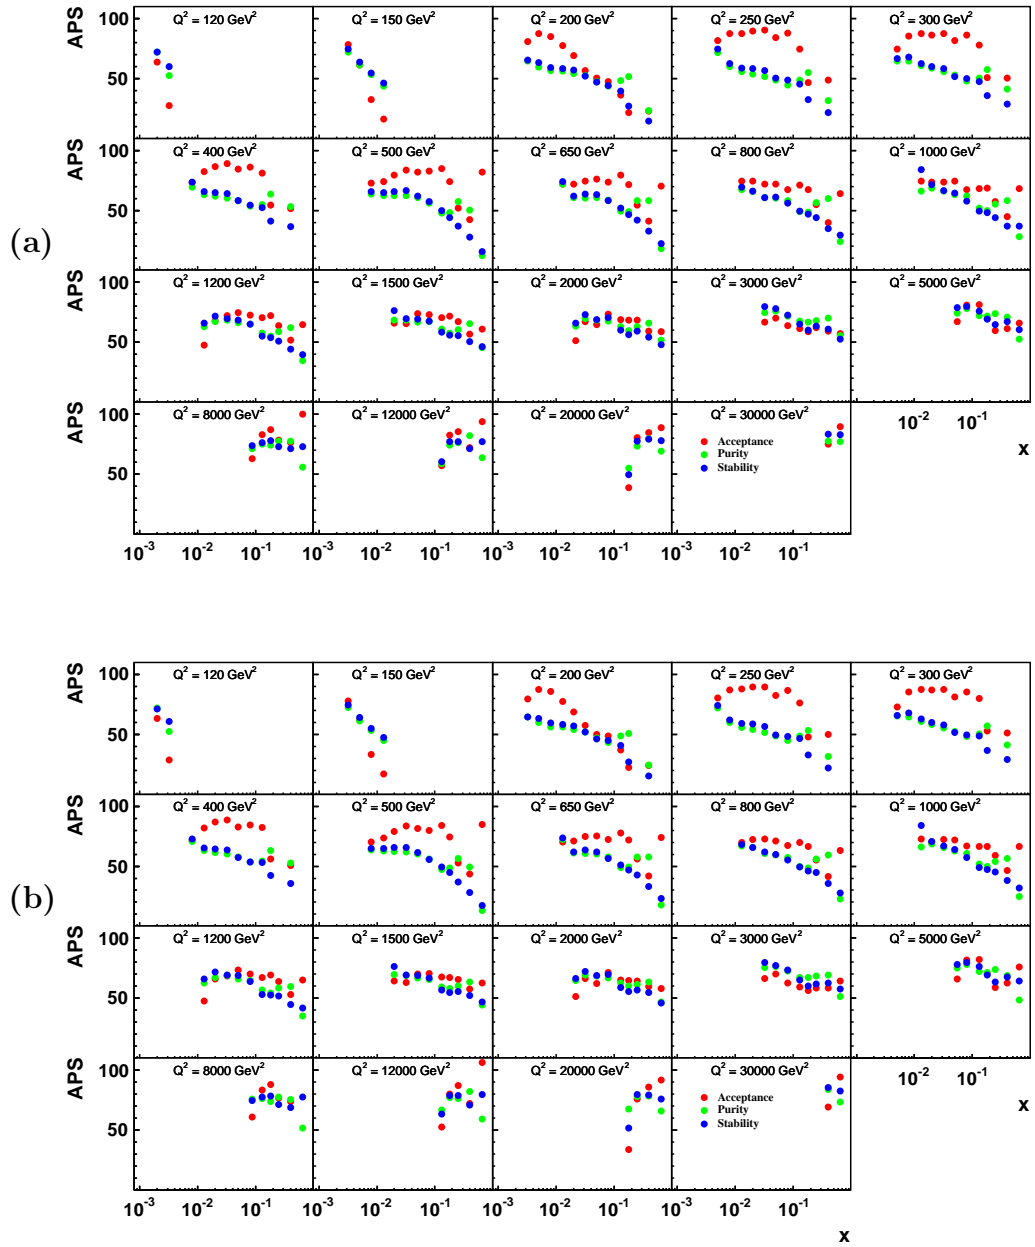 APS
100
50
Q² = 120 GeV²
Q² = 150 GeV²
Q² = 200 GeV²
Q² = 250 GeV²
Q² = 300 GeV²
(a)
APS
100
50
Q² = 400 GeV²
Q² = 500 GeV²
Q² = 650 GeV²
Q² = 800 GeV²
Q² = 1000 GeV²
APS
100
50
Q² = 1200 GeV²
Q² = 1500 GeV²
Q² = 2000 GeV²
Q² = 3000 GeV²
Q² = 5000 GeV²
APS
100
50
Q² = 8000 GeV²
Q² = 12000 GeV²
Q² = 20000 GeV²
Q² = 30000 GeV²
Acceptance
Purity
Stability
10⁻² 10⁻¹
x
10⁻³ 10⁻² 10⁻¹ 10⁻³ 10⁻² 10⁻¹ 10⁻³ 10⁻² 10⁻¹ 10⁻³ 10⁻² 10⁻¹
APS
100
50
Q² = 120 GeV²
Q² = 150 GeV²
Q² = 200 GeV²
Q² = 250 GeV²
Q² = 300 GeV²
(b)
APS
100
50
Q² = 400 GeV²
Q² = 500 GeV²
Q² = 650 GeV²
Q² = 800 GeV²
Q² = 1000 GeV²
APS
100
50
Q² = 1200 GeV²
Q² = 1500 GeV²
Q² = 2000 GeV²
Q² = 3000 GeV²
Q² = 5000 GeV²
APS
100
50
Q² = 8000 GeV²
Q² = 12000 GeV²
Q² = 20000 GeV²
Q² = 30000 GeV²
Acceptance
Purity
Stability
10⁻² 10⁻¹
x
10⁻³ 10⁻² 10⁻¹ 10⁻³ 10⁻² 10⁻¹ 10⁻³ 10⁻² 10⁻¹ 10⁻³ 10⁻² 10⁻¹
x